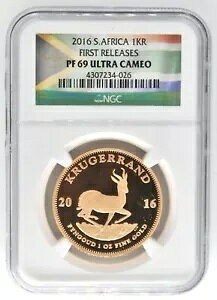 2016 S.AFRICA 1KR
FIRST RELEASES
PF 69 ULTRA CAMEO
4307234-026
NGC
KRUGERRAND
20 16
FYNGOUD 1 OZ FINE GOLD